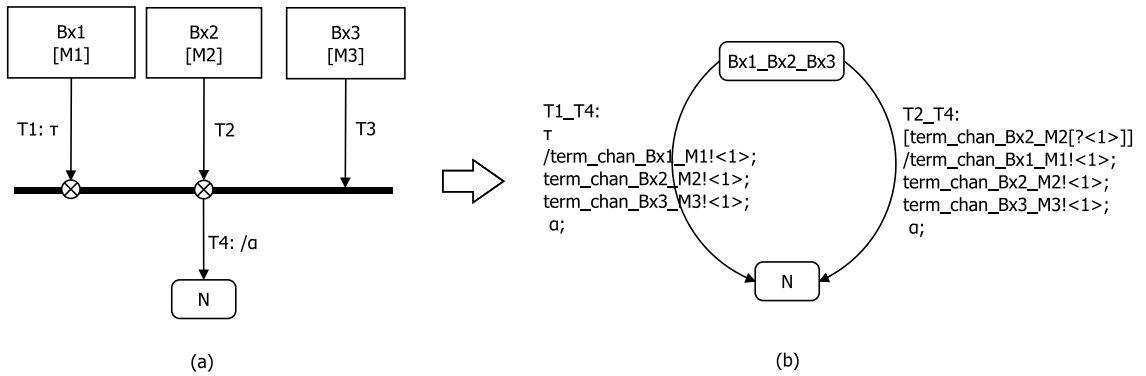 Bx1
[M1]
Bx2
[M2]
Bx3
[M3]
T1: τ
T2
T3
T4: /α
N
(a)
Bx1_Bx2_Bx3
T1_T4:
τ
/term_chan_Bx1_M1!<1>;
term_chan_Bx2_M2!<1>;
term_chan_Bx3_M3!<1>;
α;
T2_T4:
[term_chan_Bx2_M2[?<1>]]
/term_chan_Bx1_M1!<1>;
term_chan_Bx2_M2!<1>;
term_chan_Bx3_M3!<1>;
α;
N
(b)